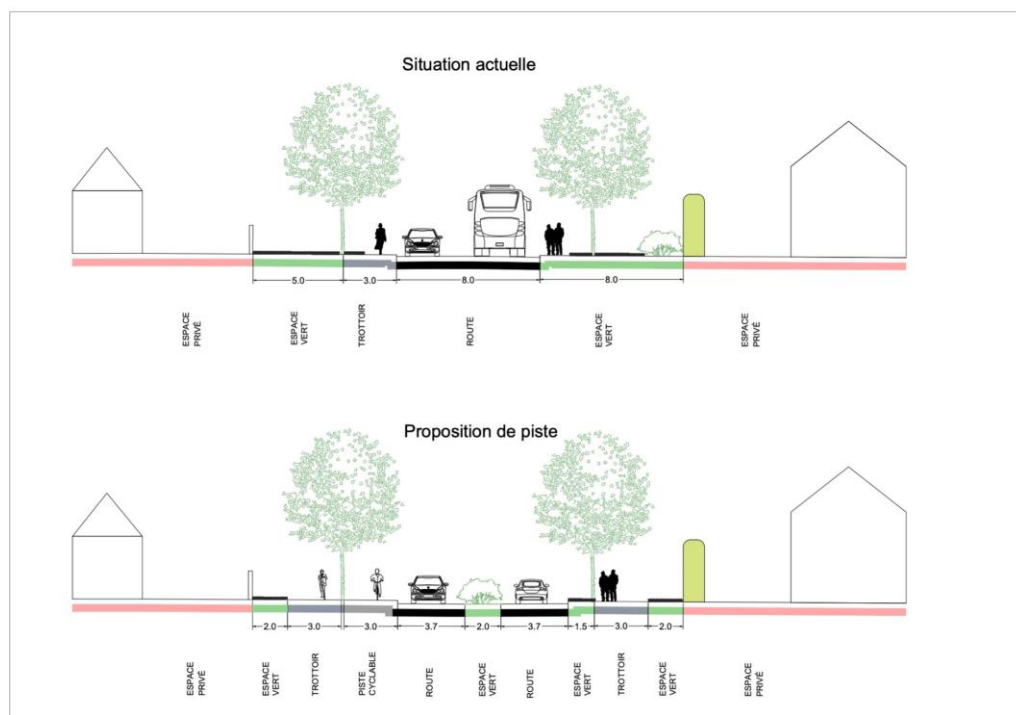 Situation actuelle
5.0 3.0 8.0 8.0
ESPACE
PRIVÉ
ESPACE
VERT
TROTTOIR
ROUTE
ESPACE
VERT
ESPACE
PRIVÉ
Proposition de piste
2.0 3.0 3.0 3.7 2.0 3.7 1.5 3.0 2.0
ESPACE
PRIVÉ
ESPACE
VERT
TROTTOIR
PISTE
CYCLABLE
ROUTE
ESPACE
VERT
ROUTE
ESPACE
VERT
TROTTOIR
ESPACE
VERT
ESPACE
PRIVÉ